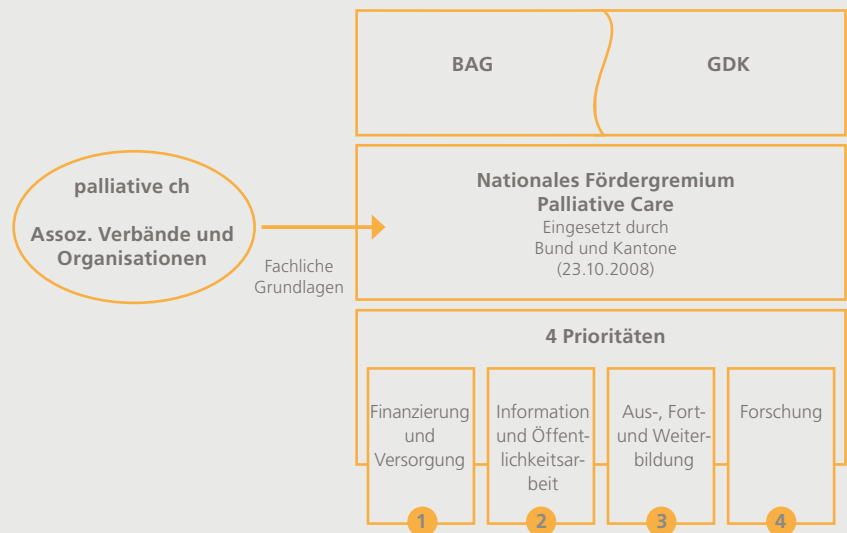 BAG
GDK
palliative ch
Assoz. Verbände und
Organisationen
Fachliche
Grundlagen
Nationales Fördergremium
Palliative Care
Eingesetzt durch
Bund und Kantone
(23.10.2008)
4 Prioritäten
Finanzierung
und
Versorgung
1
Information
und Öffent-
lichkeitsar-
beit
2
Aus-, Fort-
und Weiter-
bildung
3
Forschung
4